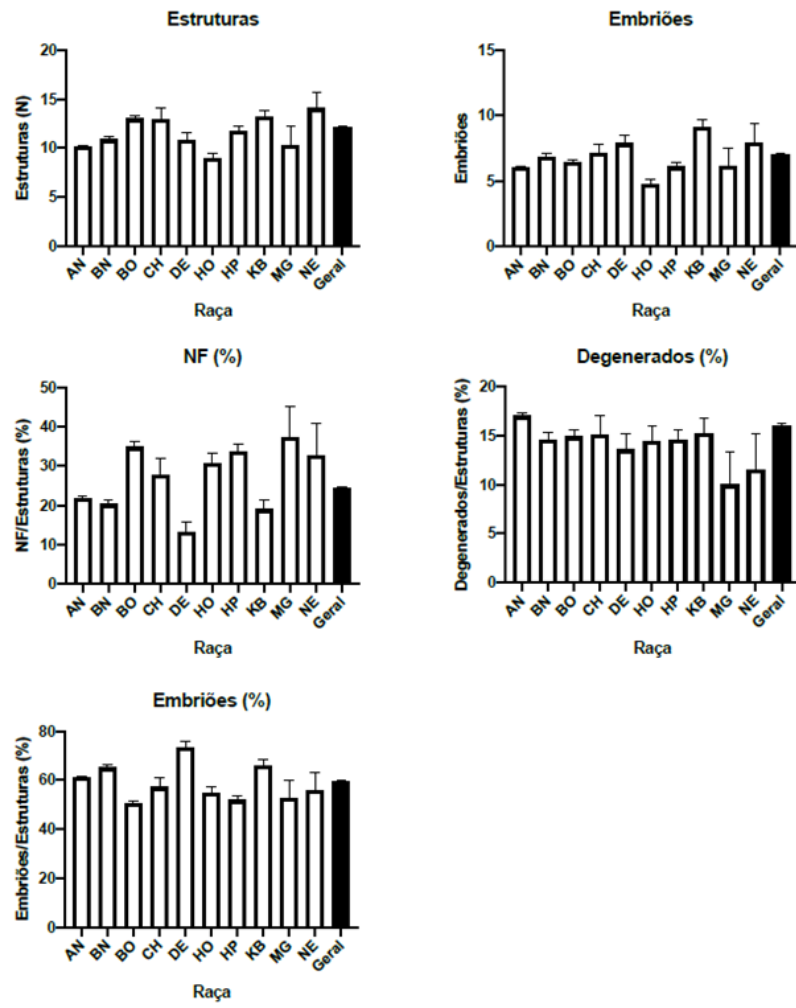 Estruturas
Estruturas (N)
20
15
10
5
0
AN BN BO CH DE HO HP KB MG NE Geral
Raça
Embriões
Embriões
15
10
5
0
AN BN BO CH DE HO HP KB MG NE Geral
Raça
NF (%)
NF/Estruturas (%)
50
40
30
20
10
0
AN BN BO CH DE HO HP KB MG NE Geral
Raça
Degenerados (%)
Degenerados/Estruturas (%)
20
15
10
5
0
AN BN BO CH DE HO HP KB MG NE Geral
Raça
Embriões (%)
Embriões/Estruturas (%)
80
60
40
20
0
AN BN BO CH DE HO HP KB MG NE Geral
Raça